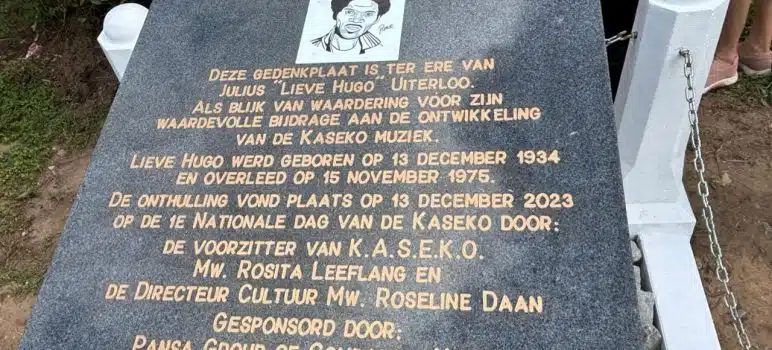 DEZE GEDENKPLAAT IS TER ERE VAN
JULIUS "LIEVE HUGO" UITERLOO.
ALS BLIJK VAN WAARDERING VOOR ZIJN
WAARDEVOLLE BIJDRAGE AAN DE ONTWIKKELING
VAN DE KASEKO MUZIEK.
LIEVE HUGO WERD GEBOREN OP 13 DECEMBER 1934
EN OVERLEED OP 15 NOVEMBER 1975.
DE ONTHULLING VOND PLAATS OP 13 DECEMBER 2023
OP DE 1E NATIONALE DAG VAN DE KASEKO DOOR:
DE VOORZITTER VAN K.A.S.E.K.O.
MW. ROSITA LEEFLANG EN
DE DIRECTEUR CULTUUR MW. ROSELINE DAAN
GESPONSORD DOOR:
PANSA GROUP OF